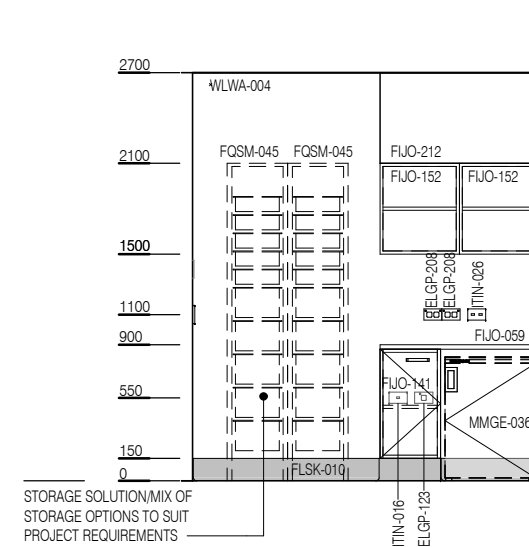 2700
WLWA-004
2100
FQSM-045 FQSM-045
FIJO-212
FIJO-152 FIJO-152
1500
ELGP-208
ELGP-208
ITIN-026
1100
900
FIJO-059
550
FIJO-141
MMGE-036
150
0
FLSK-010
STORAGE SOLUTION/MIX OF
STORAGE OPTIONS TO SUIT
PROJECT REQUIREMENTS
ITIN-016
ELGP-123